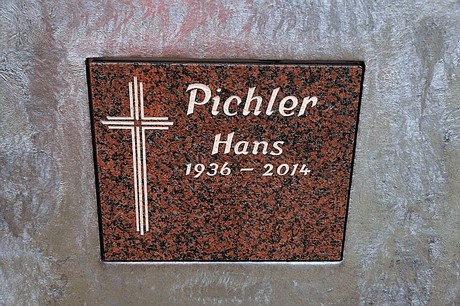 Pichler
Hans
1936 – 2014